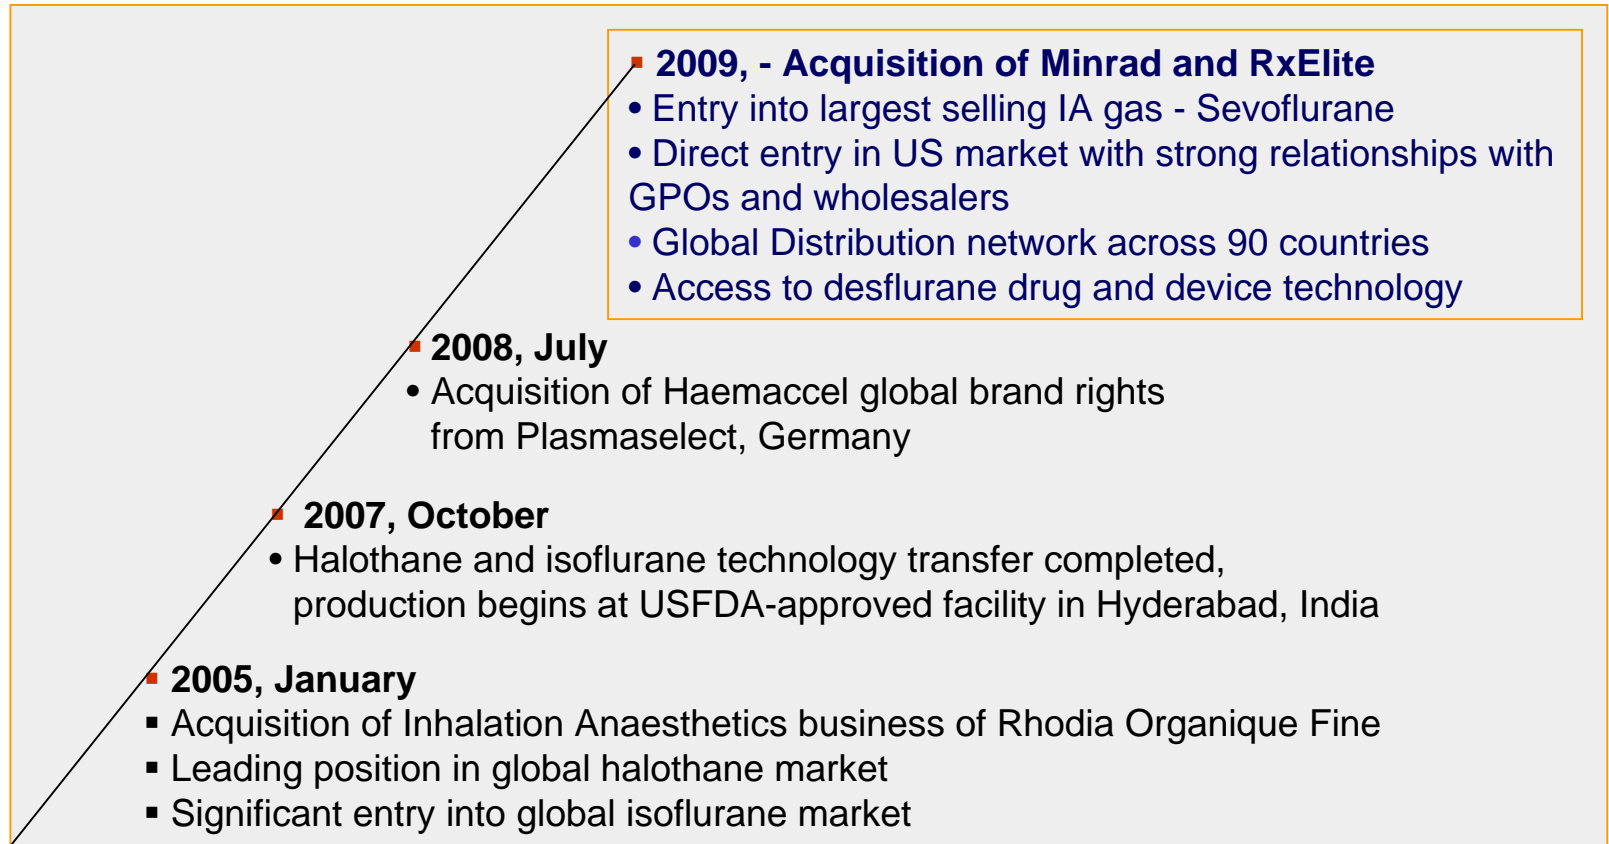 ▪ 2009, - Acquisition of Minrad and RxElite
• Entry into largest selling IA gas - Sevoflurane
• Direct entry in US market with strong relationships with
GPOs and wholesalers
• Global Distribution network across 90 countries
• Access to desflurane drug and device technology
▪ 2008, July
• Acquisition of Haemaccel global brand rights
from Plasmaselect, Germany
▪ 2007, October
• Halothane and isoflurane technology transfer completed,
production begins at USFDA-approved facility in Hyderabad, India
▪ 2005, January
▪ Acquisition of Inhalation Anaesthetics business of Rhodia Organique Fine
▪ Leading position in global halothane market
▪ Significant entry into global isoflurane market